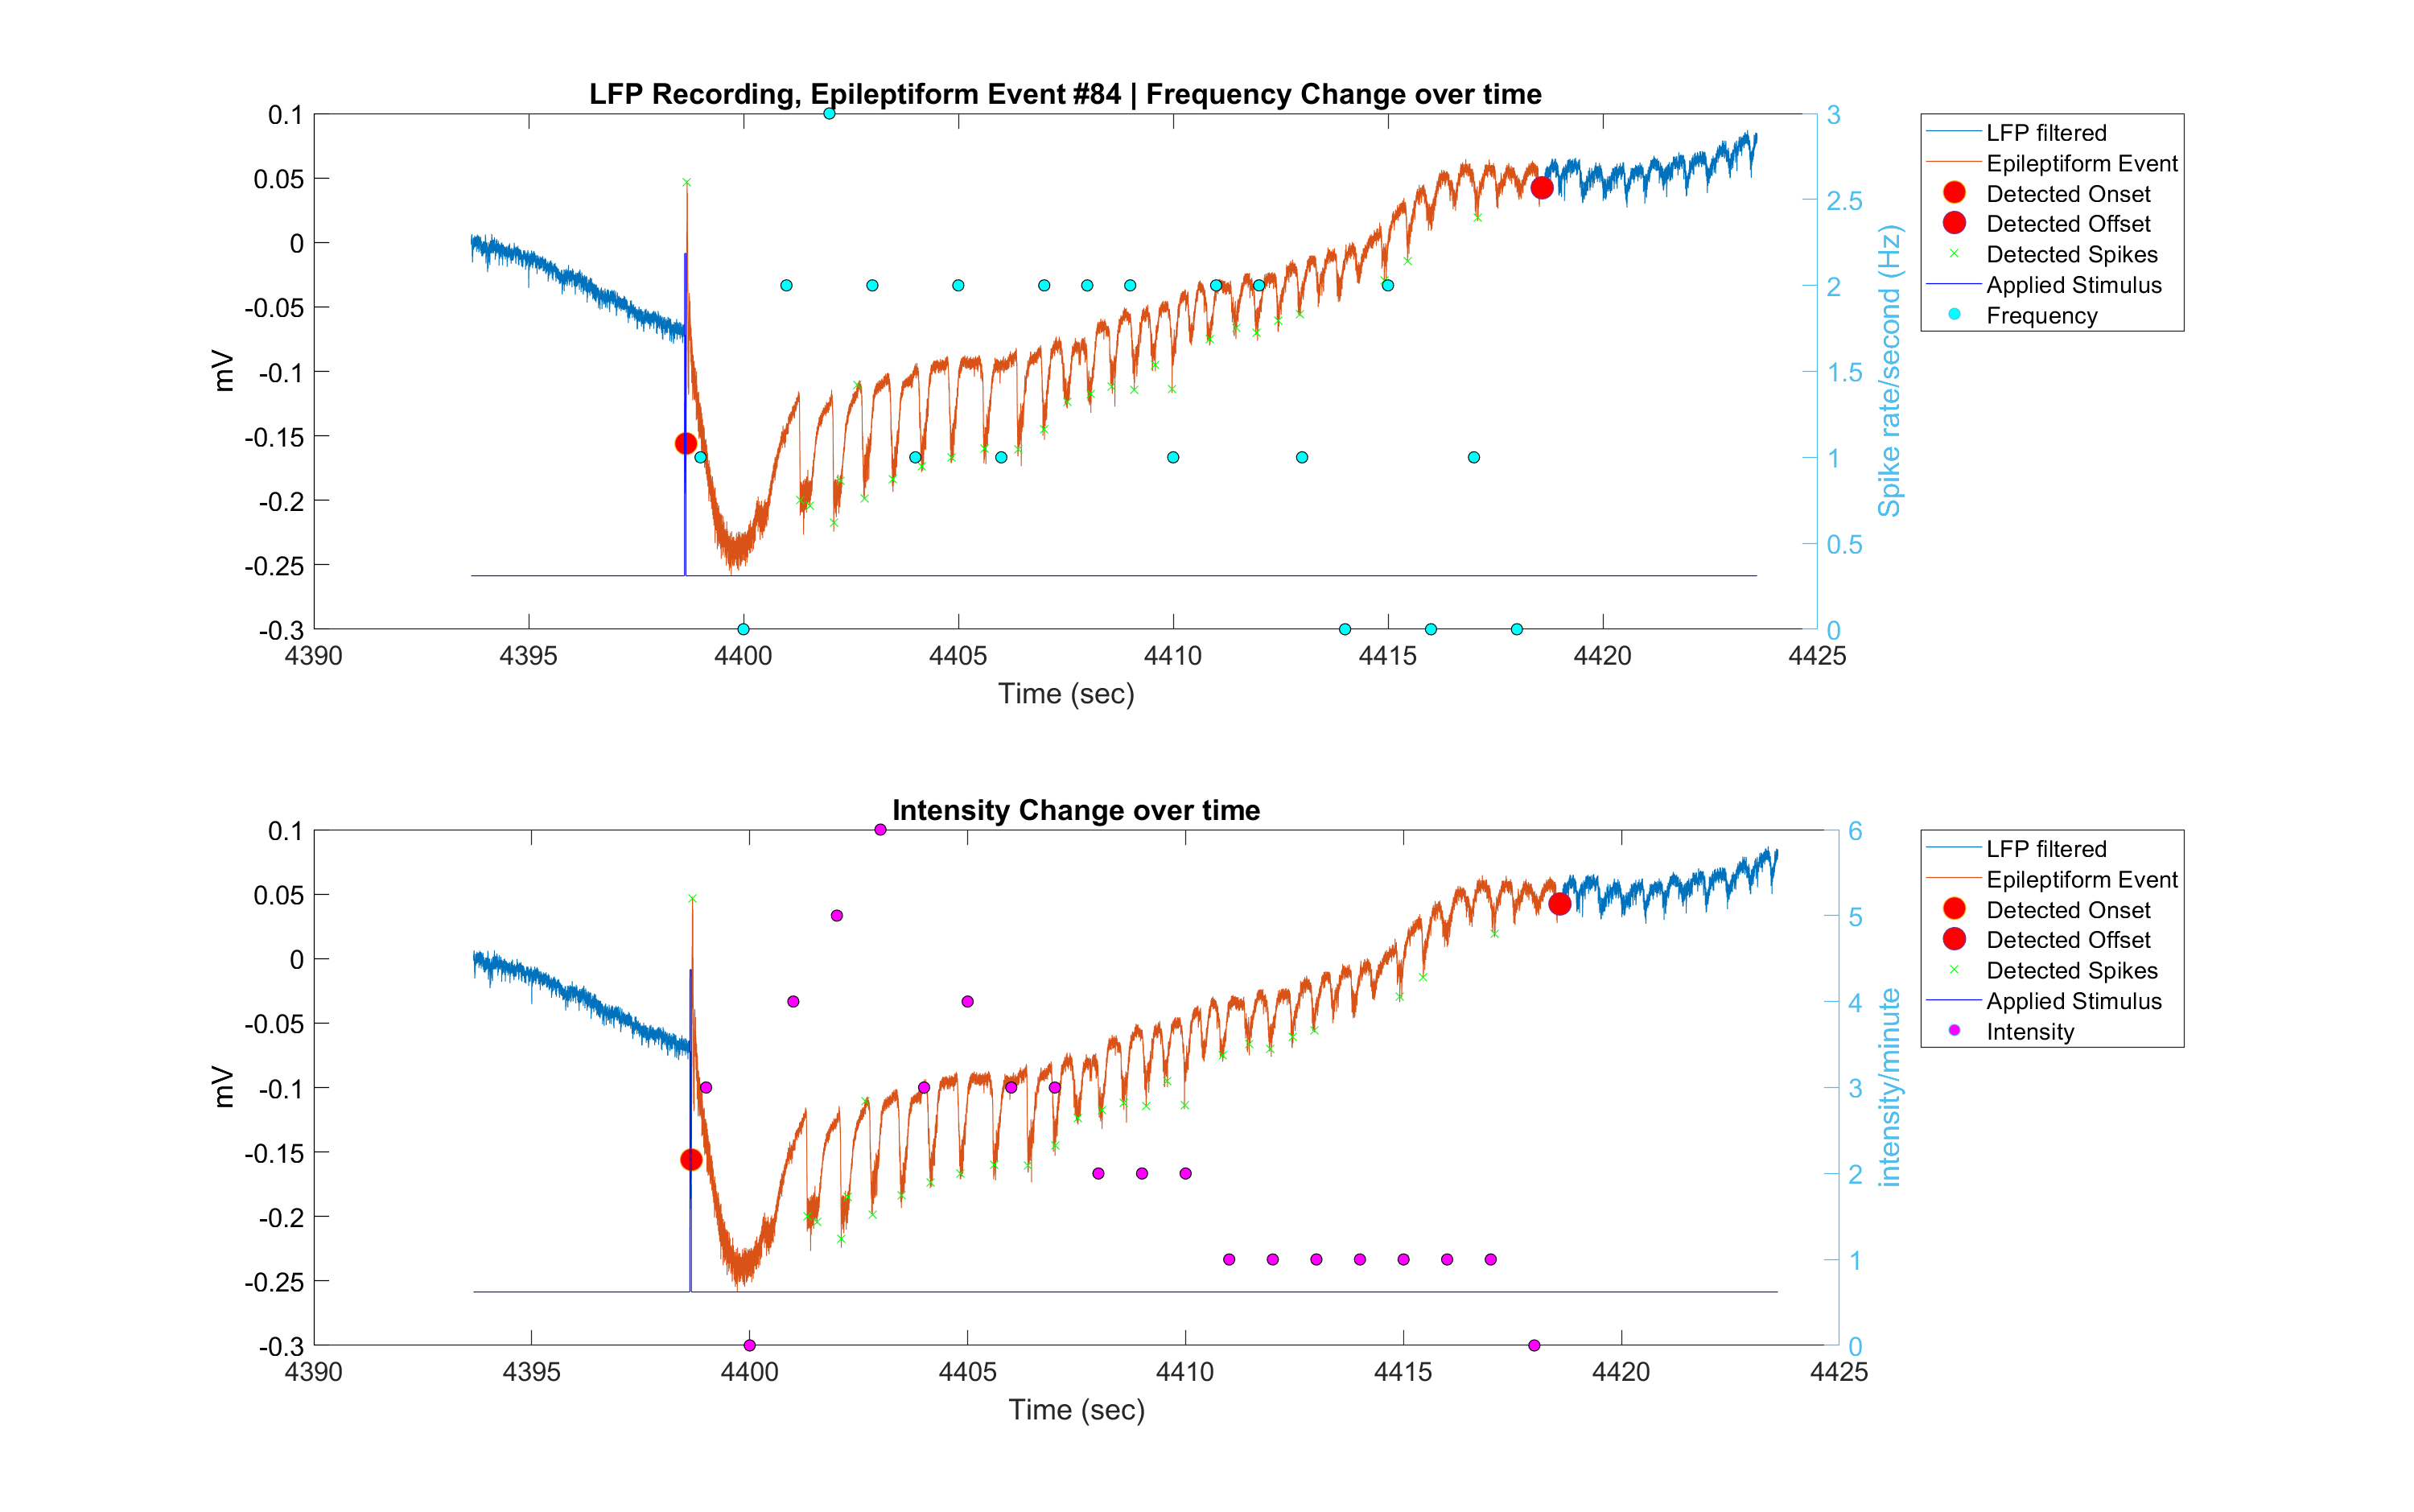 LFP Recording, Epileptiform Event #84 | Frequency Change over time
0.1
0.05
0
-0.05
-0.1
-0.15
-0.2
-0.25
-0.3
mV
4390
4395
4400
4405
4410
4415
4420
4425
Time (sec)
3
2.5
2
1.5
1
0.5
0
Spike rate/second (Hz)
LFP filtered
Epileptiform Event
Detected Onset
Detected Offset
Detected Spikes
Applied Stimulus
Frequency
Intensity Change over time
0.1
0.05
0
-0.05
-0.1
-0.15
-0.2
-0.25
-0.3
mV
4390
4395
4400
4405
4410
4415
4420
4425
Time (sec)
6
5
4
3
2
1
0
intensity/minute
LFP filtered
Epileptiform Event
Detected Onset
Detected Offset
Detected Spikes
Applied Stimulus
Intensity